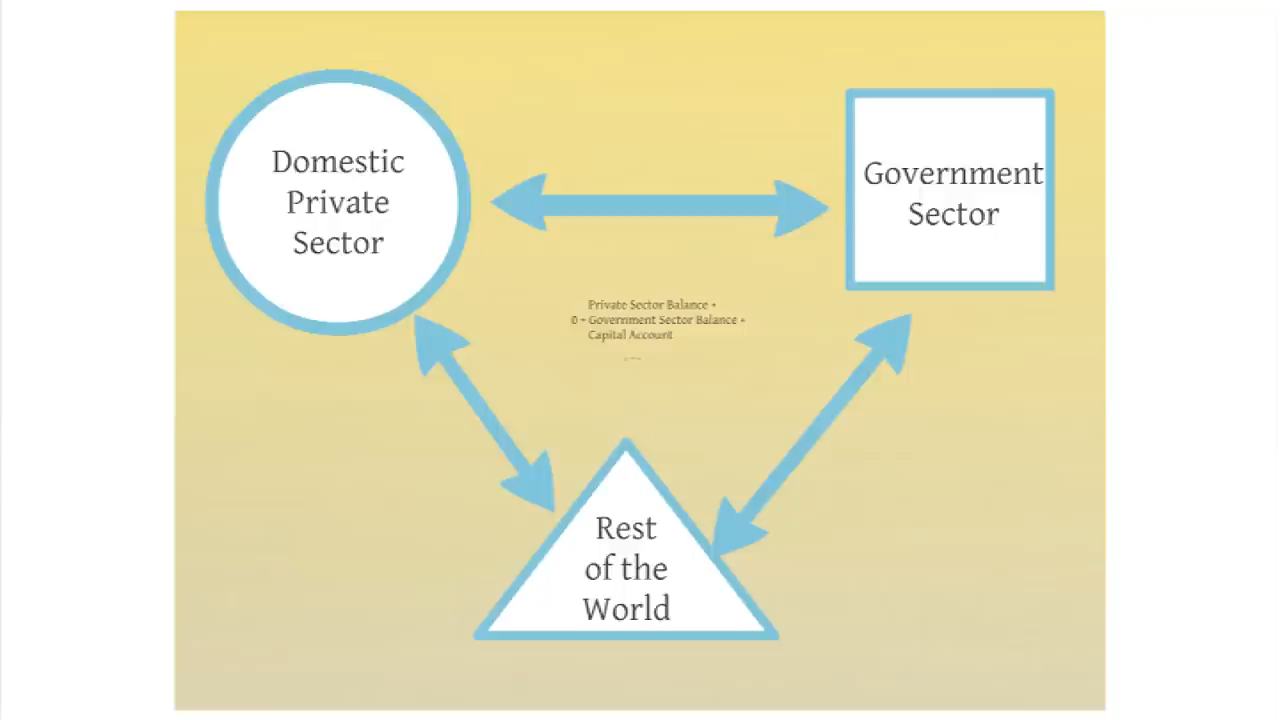 Domestic
Private
Sector
Government
Sector
Private Sector Balance +
0 = Government Sector Balance +
Capital Account
Rest
of the
World